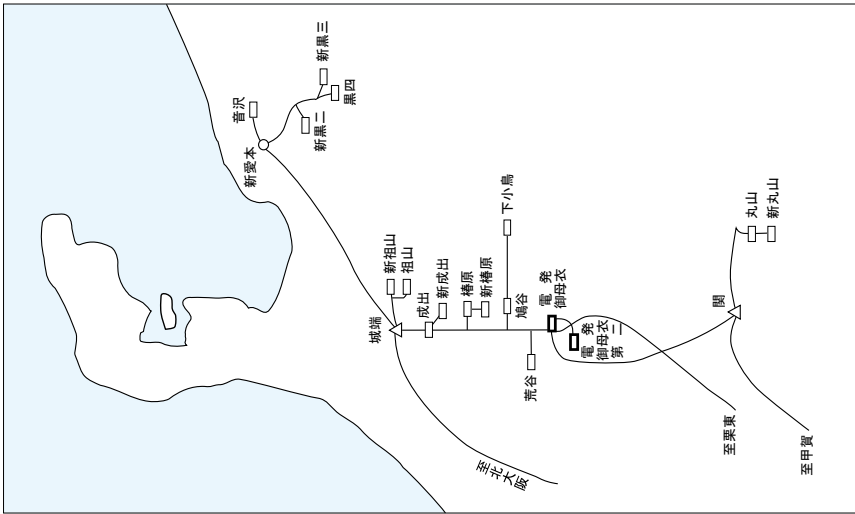 新黒三
黒四
音沢
新黒二
新愛本
下小鳥
丸山
新丸山
新祖山
祖山
新成出
成出
椿原
新椿原
鳩谷
電発
御母衣
城端
関
電発
御母衣
第二
荒谷
至栗東
至甲賀
至北大阪